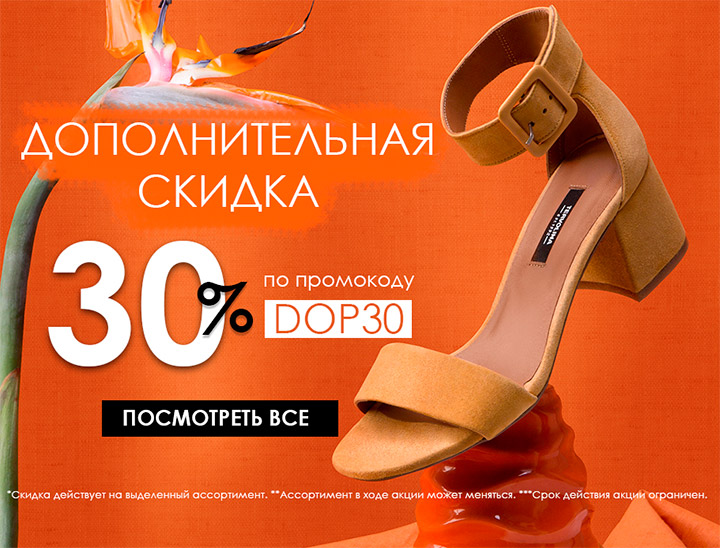 ДОПОЛНИТЕЛЬНАЯ
СКИДКА
30%
по промокоду
DOP30
TERVOLINA
ПОСМОТРЕТЬ ВСЕ
*Скидка действует на выделенный ассортимент. **Ассортимент в ходе акции может меняться. ***Срок действия акции ограничен.